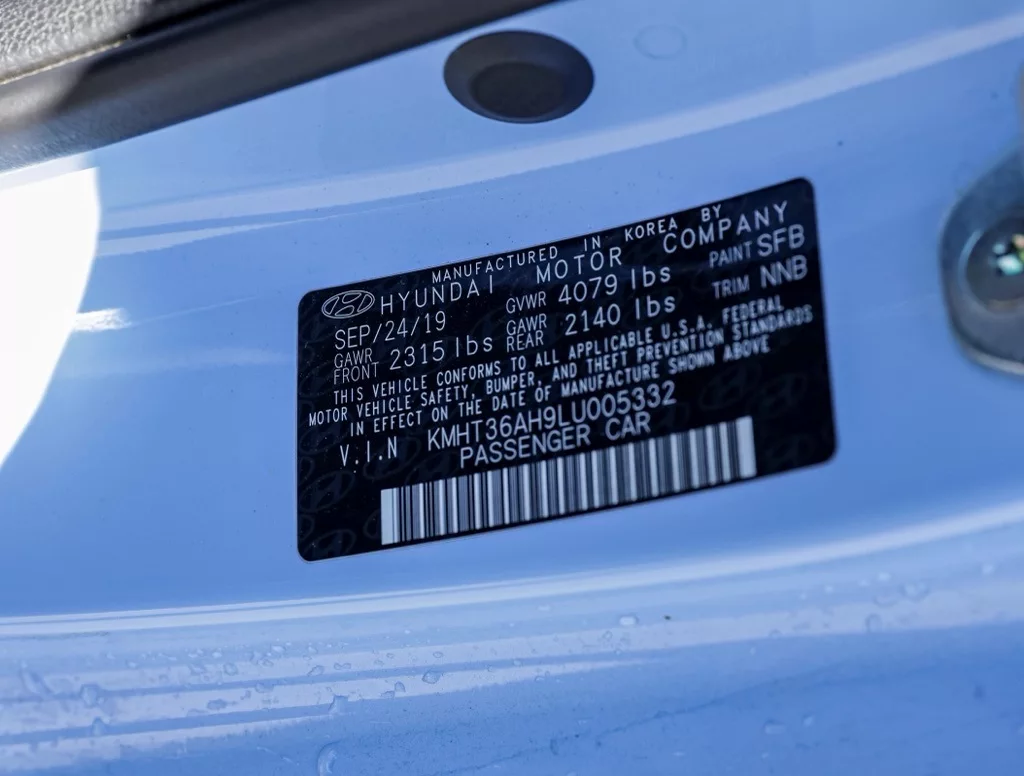 MANUFACTURED IN KOREA BY
HYUNDAI MOTOR COMPANY
SEP/24/19 GVWR 4079 lbs PAINT SFB
GAWR FRONT 2315 lbs GAWR REAR 2140 lbs TRIM NNB
THIS VEHICLE CONFORMS TO ALL APPLICABLE U.S.A. FEDERAL
MOTOR VEHICLE SAFETY, BUMPER, AND THEFT PREVENTION STANDARDS
IN EFFECT ON THE DATE OF MANUFACTURE SHOWN ABOVE
V.I.N KMHT36AH9LU005332
PASSENGER CAR